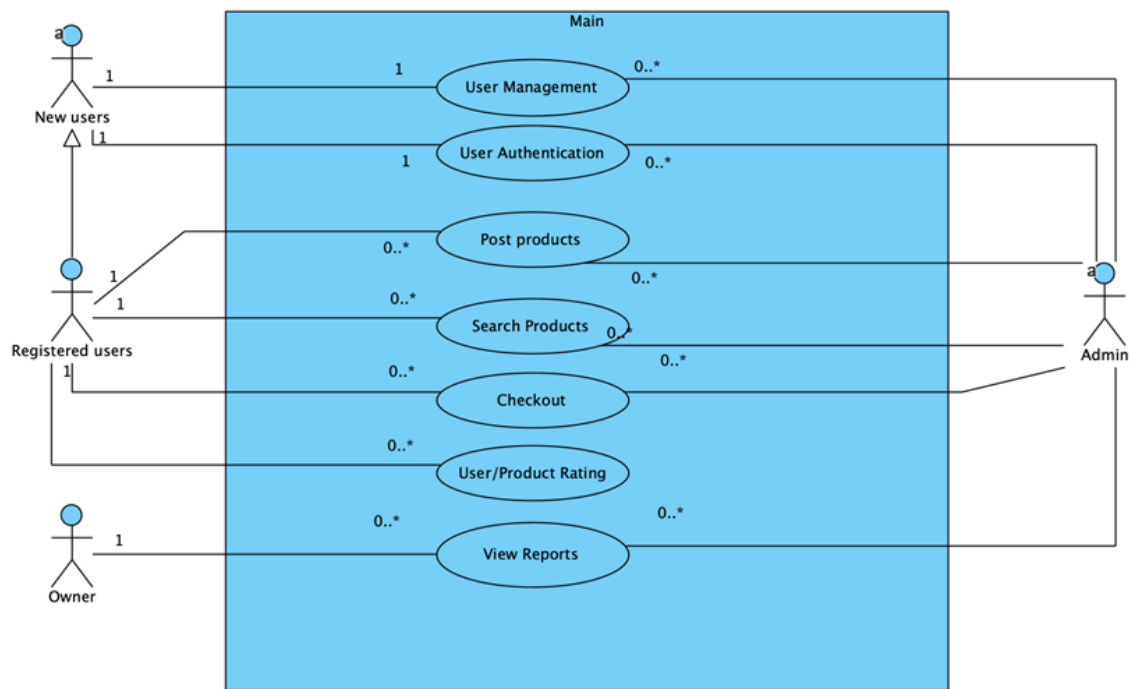 Main
a
New users
1
1
User Management
0..*
1
1
User Authentication
0..*
1
0..*
Post products
0..*
1
0..*
Search Products
0..*
0..*
a
Admin
Registered users
1
0..*
Checkout
0..*
User/Product Rating
Owner
1
0..*
View Reports
0..*